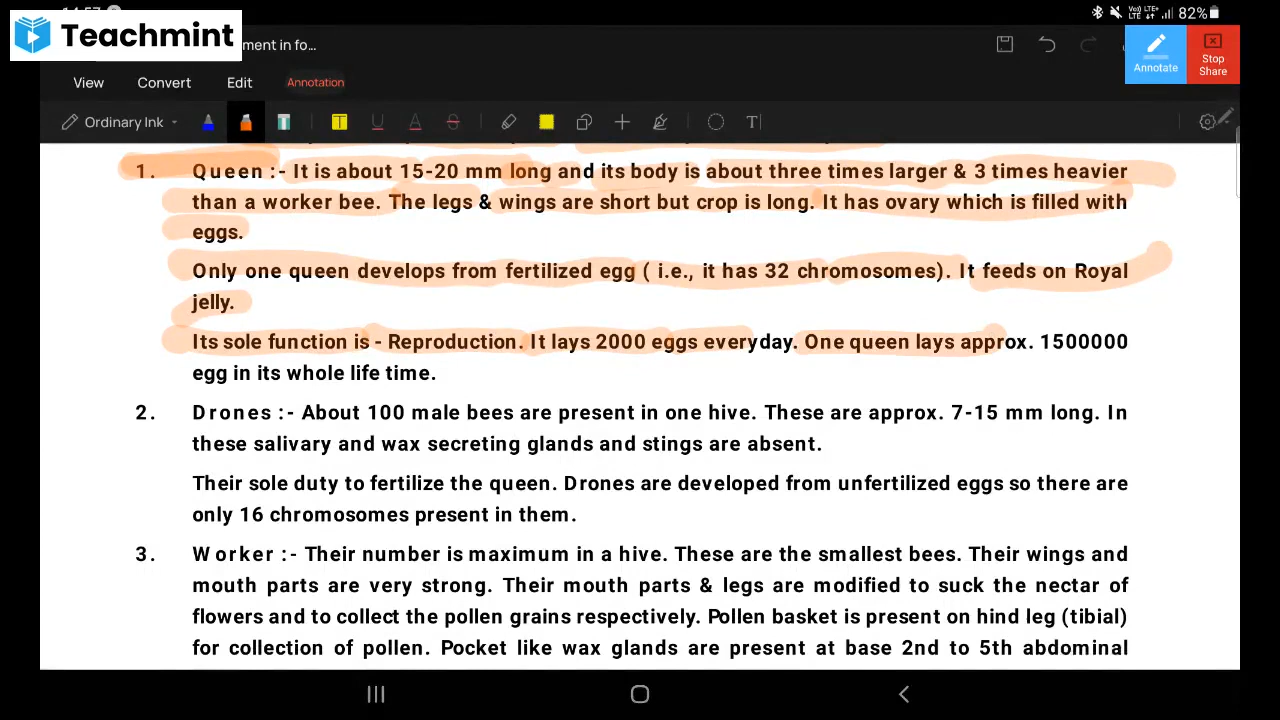 Teachmint
ment in fo...
82%
Annotate
Stop
Share
View Convert Edit Annotation
Ordinary Ink
1. Queen :- It is about 15-20 mm long and its body is about three times larger & 3 times heavier
than a worker bee. The legs & wings are short but crop is long. It has ovary which is filled with
eggs.
Only one queen develops from fertilized egg ( i.e., it has 32 chromosomes). It feeds on Royal
jelly.
Its sole function is - Reproduction. It lays 2000 eggs everyday. One queen lays approx. 1500000
egg in its whole life time.
2. Drones :- About 100 male bees are present in one hive. These are approx. 7-15 mm long. In
these salivary and wax secreting glands and stings are absent.
Their sole duty to fertilize the queen. Drones are developed from unfertilized eggs so there are
only 16 chromosomes present in them.
3. Worker :- Their number is maximum in a hive. These are the smallest bees. Their wings and
mouth parts are very strong. Their mouth parts & legs are modified to suck the nectar of
flowers and to collect the pollen grains respectively. Pollen basket is present on hind leg (tibial)
for collection of pollen. Pocket like wax glands are present at base 2nd to 5th abdominal